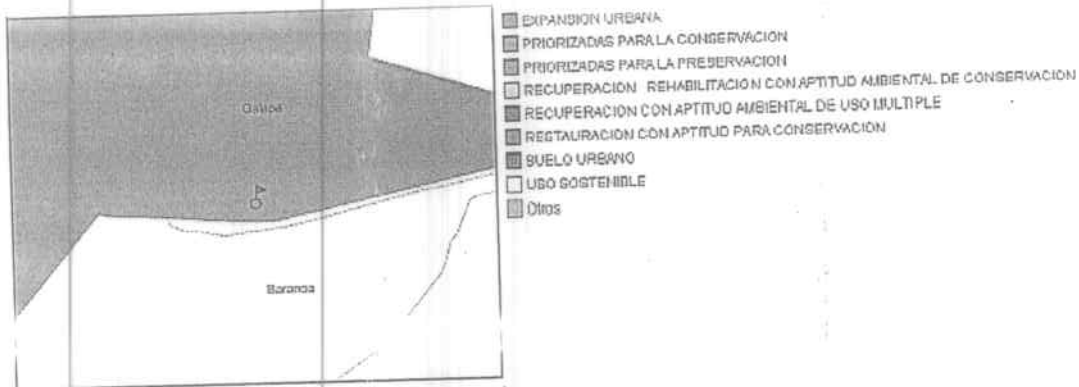 Galapa
A
Baranoa
EXPANSION URBANA
PRIORIZADAS PARA LA CONSERVACION
PRIORIZADAS PARA LA PRESERVACION
RECUPERACION REHABILITACION CON APTITUD AMBIENTAL DE CONSERVACION
RECUPERACION CON APTITUD AMBIENTAL DE USO MULTIPLE
RESTAURACION CON APTITUD PARA CONSERVACION
SUELO URBANO
USO SOSTENIBLE
Otros